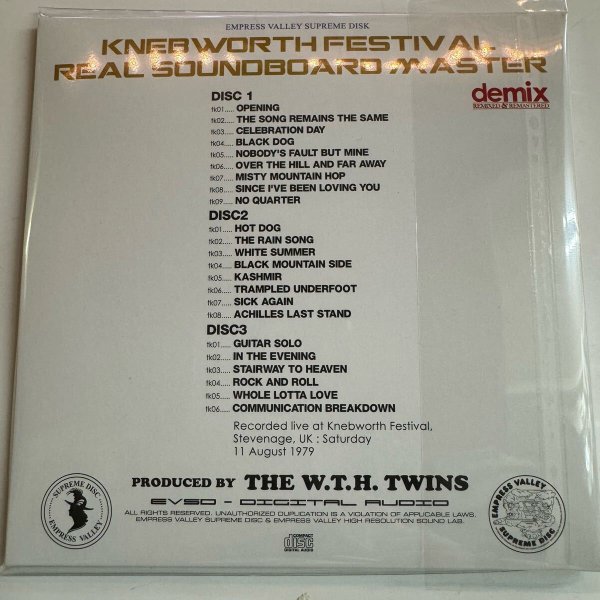 EMPRESS VALLEY SUPREME DISK
KNEBWORTH FESTIVAL
REAL SOUNDBOARD MASTER
demix
REMIXED & REMASTERED
DISC 1
tk01..... OPENING
tk02..... THE SONG REMAINS THE SAME
tk03..... CELEBRATION DAY
tk04..... BLACK DOG
tk05..... NOBODY'S FAULT BUT MINE
tk06..... OVER THE HILL AND FAR AWAY
tk07..... MISTY MOUNTAIN HOP
tk08..... SINCE I'VE BEEN LOVING YOU
tk09..... NO QUARTER
DISC2
tk01..... HOT DOG
tk02..... THE RAIN SONG
tk03..... WHITE SUMMER
tk04..... BLACK MOUNTAIN SIDE
tk05..... KASHMIR
tk06..... TRAMPLED UNDERFOOT
tk07..... SICK AGAIN
tk08..... ACHILLES LAST STAND
DISC3
tk01..... GUITAR SOLO
tk02..... IN THE EVENING
tk03..... STAIRWAY TO HEAVEN
tk04..... ROCK AND ROLL
tk05..... WHOLE LOTTA LOVE
tk06..... COMMUNICATION BREAKDOWN
Recorded live at Knebworth Festival,
Stevenage, UK : Saturday
11 August 1979
SUPREME DISC
EMPRESS VALLEY
PRODUCED BY THE W.T.H. TWINS
EVSD - DIGITAL AUDIO
ALL RIGHTS RESERVED. UNAUTHORIZED DUPLICATION IS A VIOLATION OF APPLICABLE LAWS.
EMPRESS VALLEY SUPREME DISC & EMPRESS VALLEY HIGH RESOLUTION SOUND LAB.
COMPACT
disc
DIGITAL AUDIO
EMPRESS VALLEY
SUPREME DISC